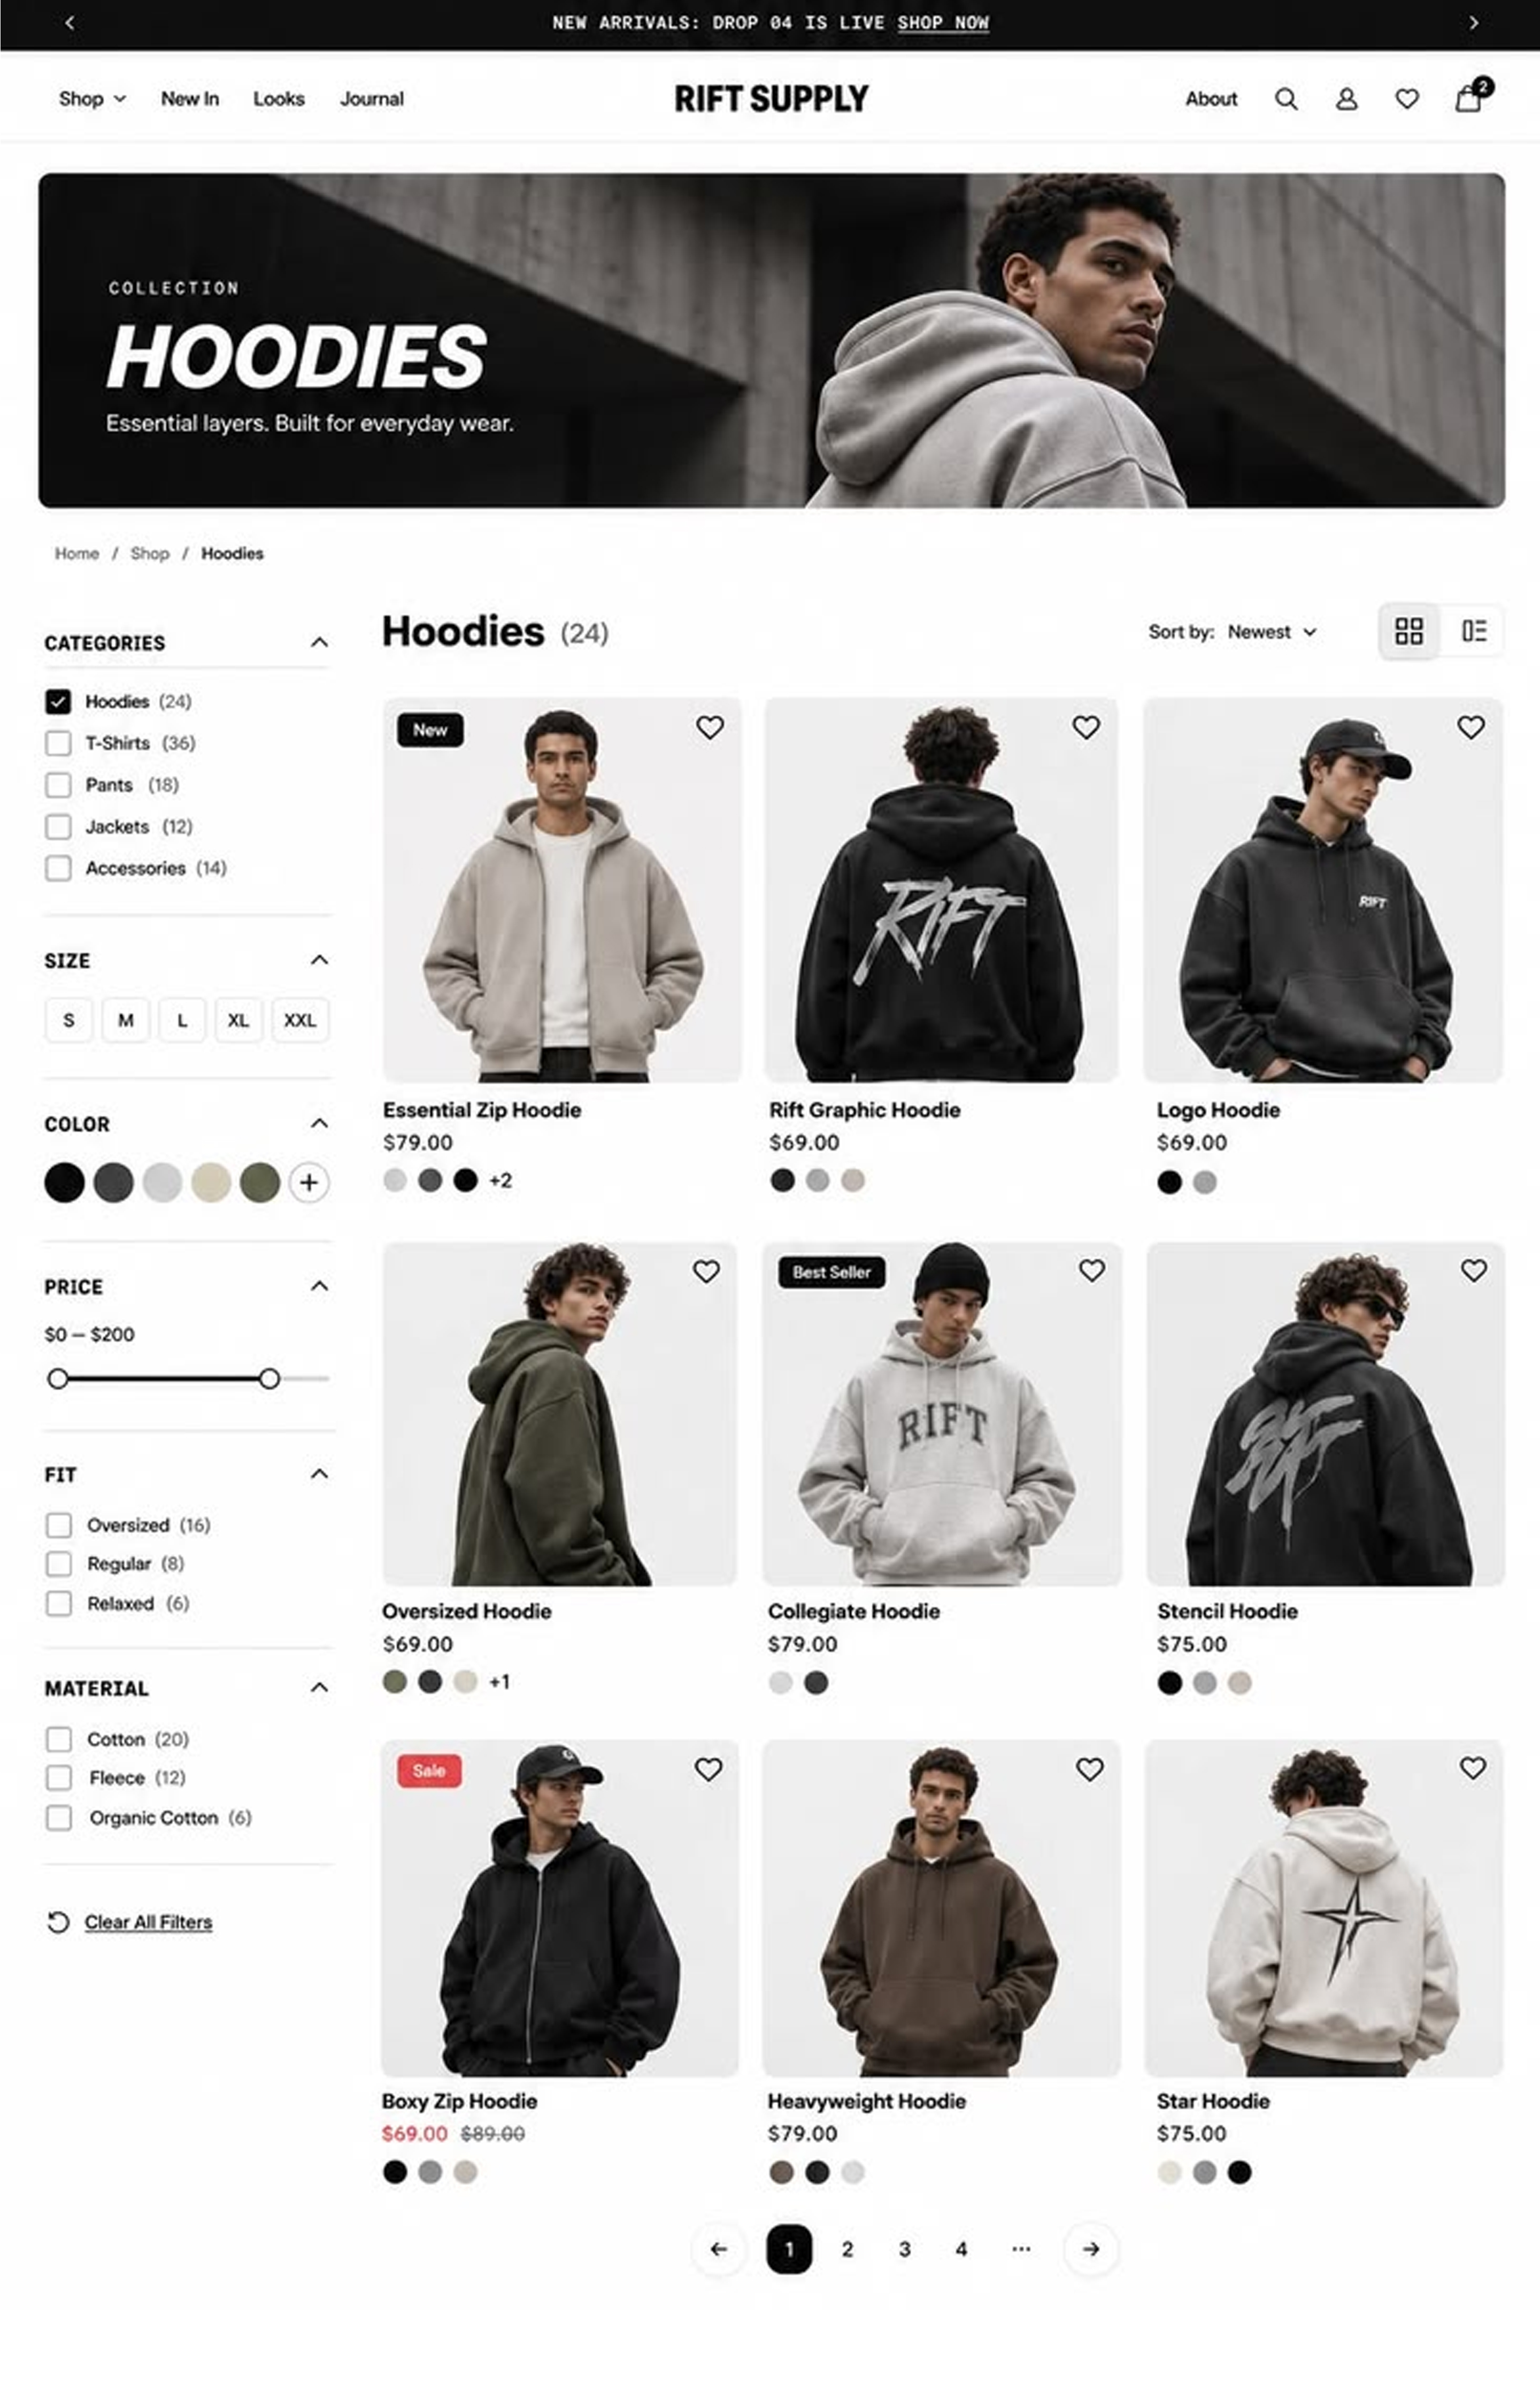 NEW ARRIVALS: DROP 04 IS LIVE SHOP NOW
Shop New In Looks Journal
RIFT SUPPLY
About
2
COLLECTION
HOODIES
Essential layers. Built for everyday wear.
Home / Shop / Hoodies
CATEGORIES
Hoodies (24)
T-Shirts (36)
Pants (18)
Jackets (12)
Accessories (14)
SIZE
S M L XL XXL
COLOR
PRICE
$0 — $200
FIT
Oversized (16)
Regular (8)
Relaxed (6)
MATERIAL
Cotton (20)
Fleece (12)
Organic Cotton (6)
Clear All Filters
Hoodies (24)
Sort by: Newest
New
RIFT
RIFT
Essential Zip Hoodie
$79.00
+2
Rift Graphic Hoodie
$69.00
Logo Hoodie
$69.00
Best Seller
RIFT
Oversized Hoodie
$69.00
+1
Collegiate Hoodie
$79.00
Stencil Hoodie
$75.00
Sale
Boxy Zip Hoodie
$69.00 $89.00
Heavyweight Hoodie
$79.00
Star Hoodie
$75.00
1 2 3 4 ...